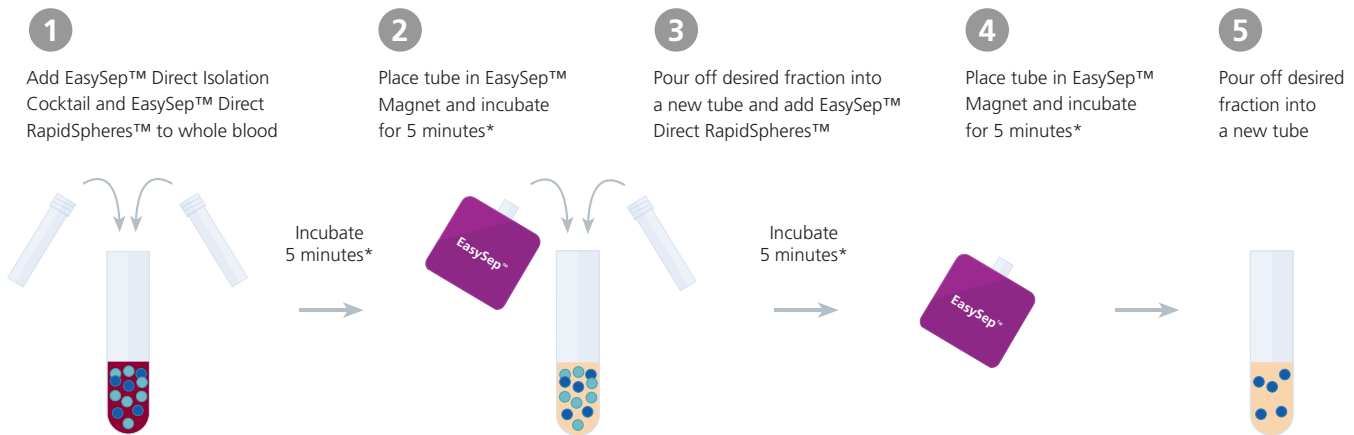 1
Add EasySep™ Direct Isolation
Cocktail and EasySep™ Direct
RapidSpheres™ to whole blood
2
Place tube in EasySep™
Magnet and incubate
for 5 minutes*
3
Pour off desired fraction into
a new tube and add EasySep™
Direct RapidSpheres™
4
Place tube in EasySep™
Magnet and incubate
for 5 minutes*
5
Pour off desired
fraction into
a new tube
Incubate
5 minutes*
EasySep™
Incubate
5 minutes*
EasySep™